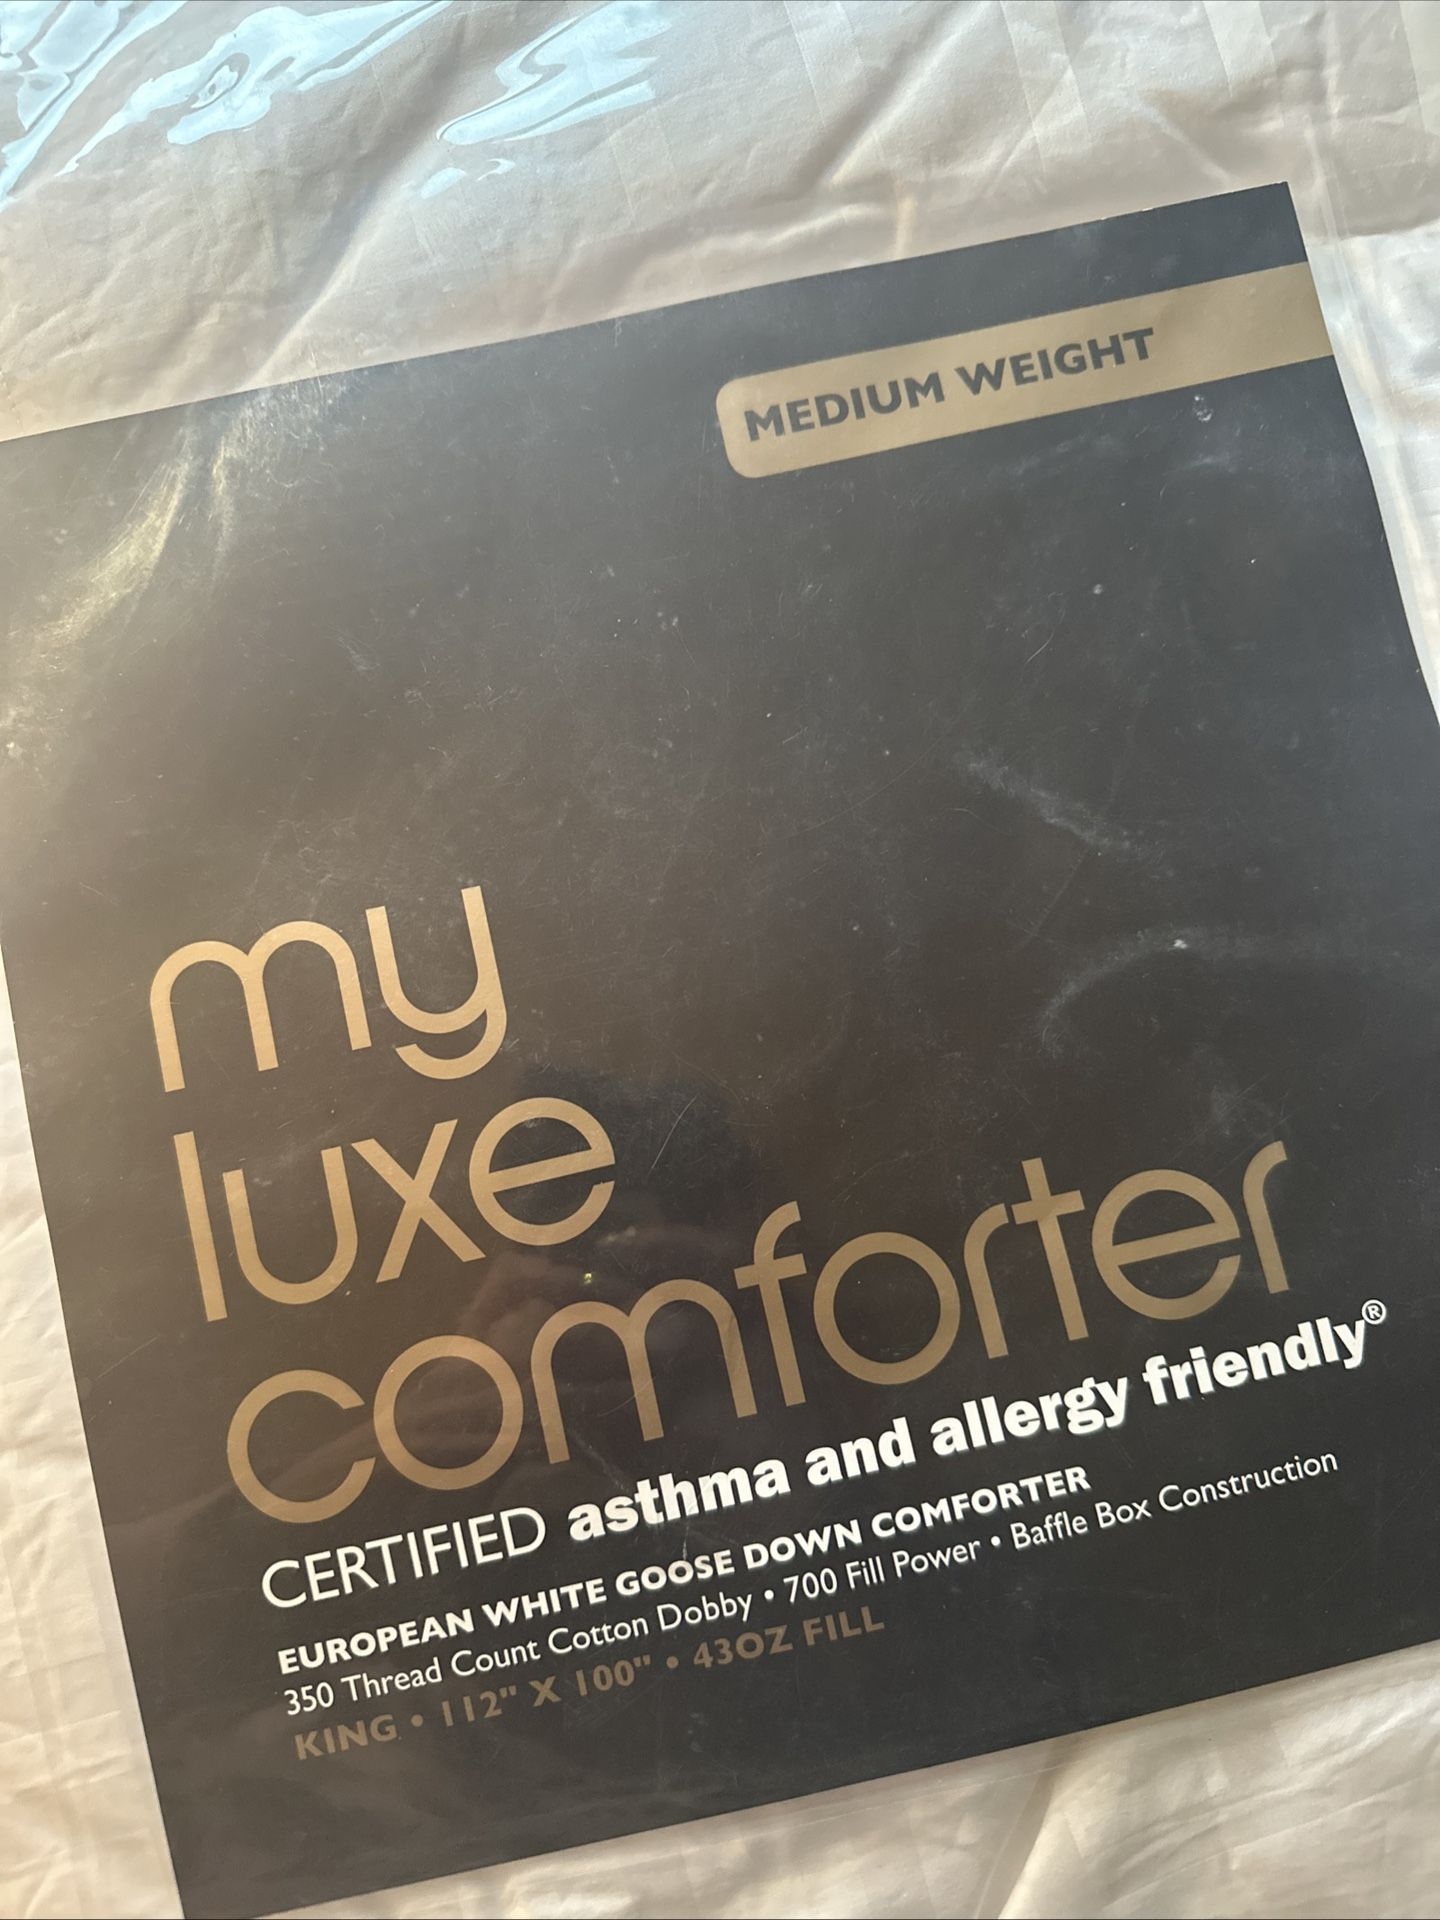 MEDIUM WEIGHT
my
luxe
comforter
CERTIFIED asthma and allergy friendly®
EUROPEAN WHITE GOOSE DOWN COMFORTER
350 Thread Count Cotton Dobby • 700 Fill Power • Baffle Box Construction
KING • 112" X 100" • 43OZ FILL